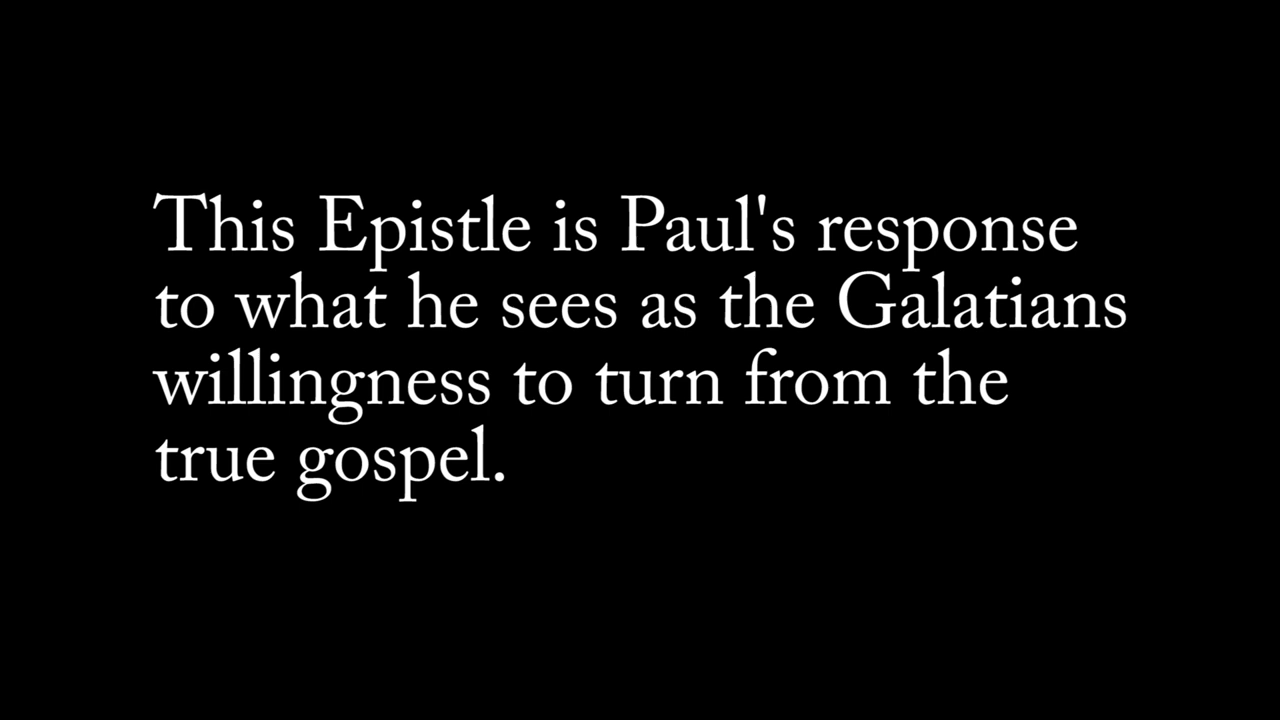 This Epistle is Paul's response
to what he sees as the Galatians
willingness to turn from the
true gospel.